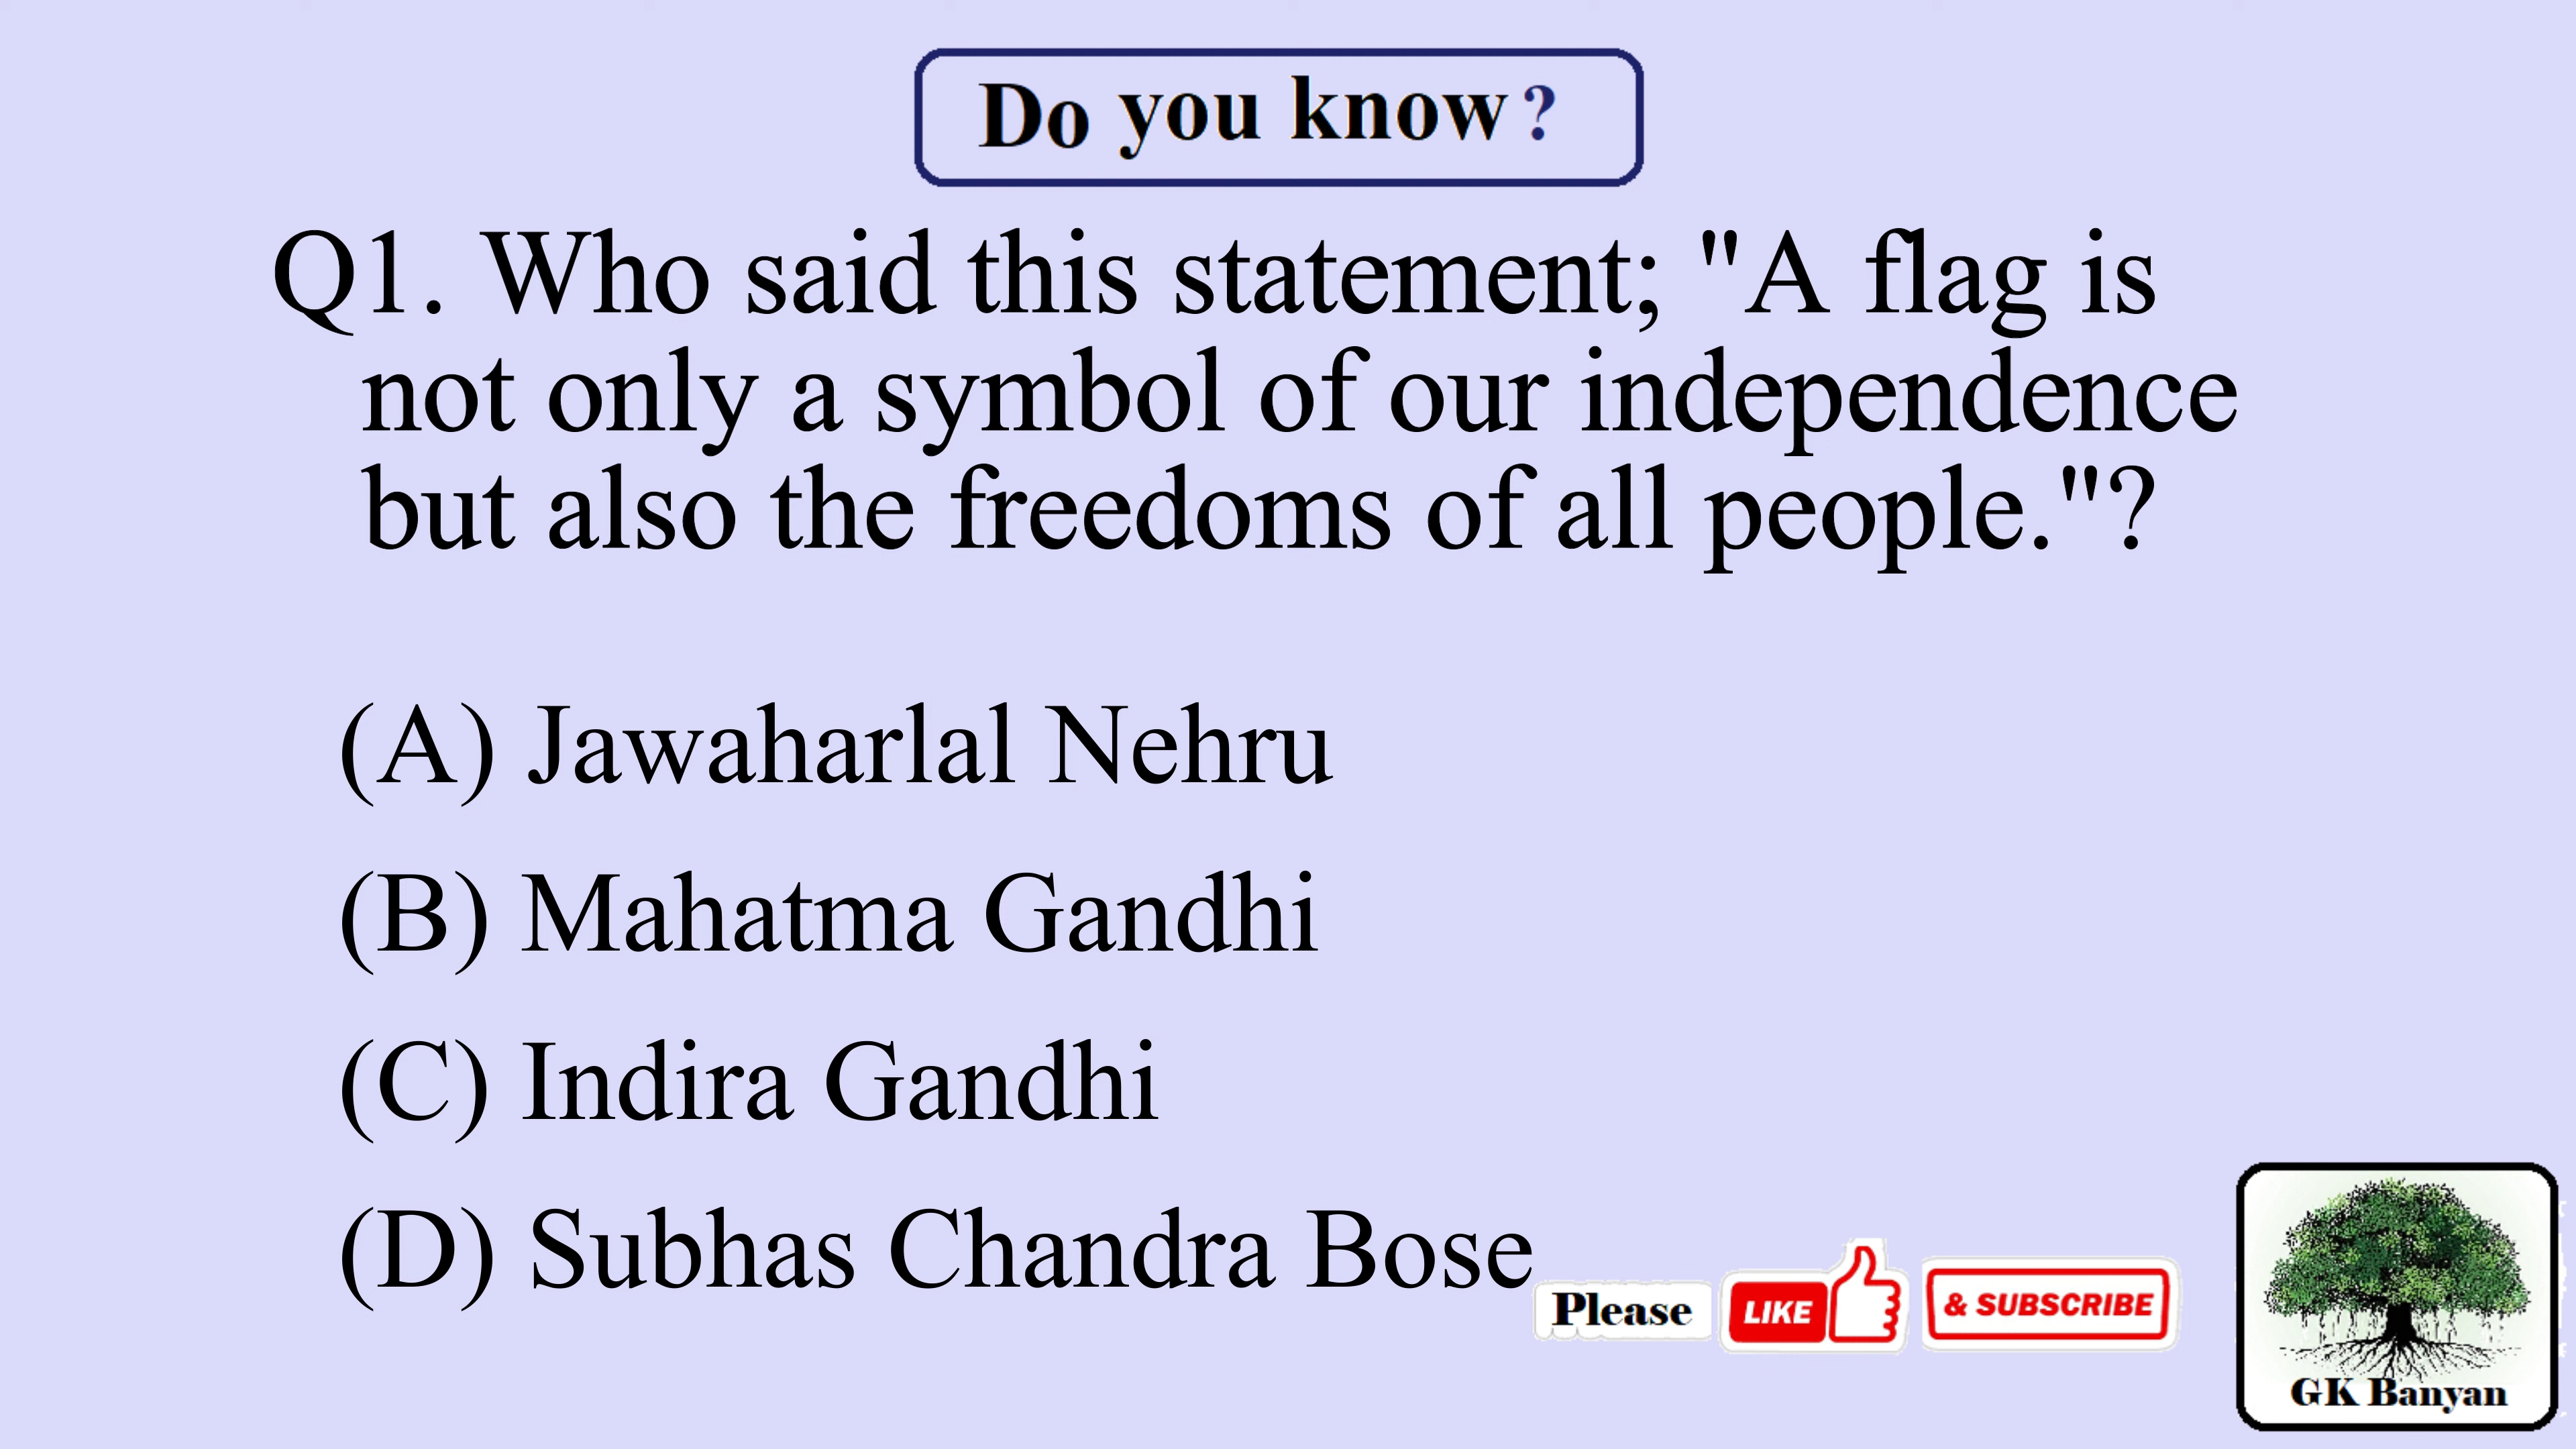 Do you know?
Q1. Who said this statement; "A flag is
not only a symbol of our independence
but also the freedoms of all people."?
(A) Jawaharlal Nehru
(B) Mahatma Gandhi
(C) Indira Gandhi
(D) Subhas Chandra Bose
Please LIKE & SUBSCRIBE
GK Banyan